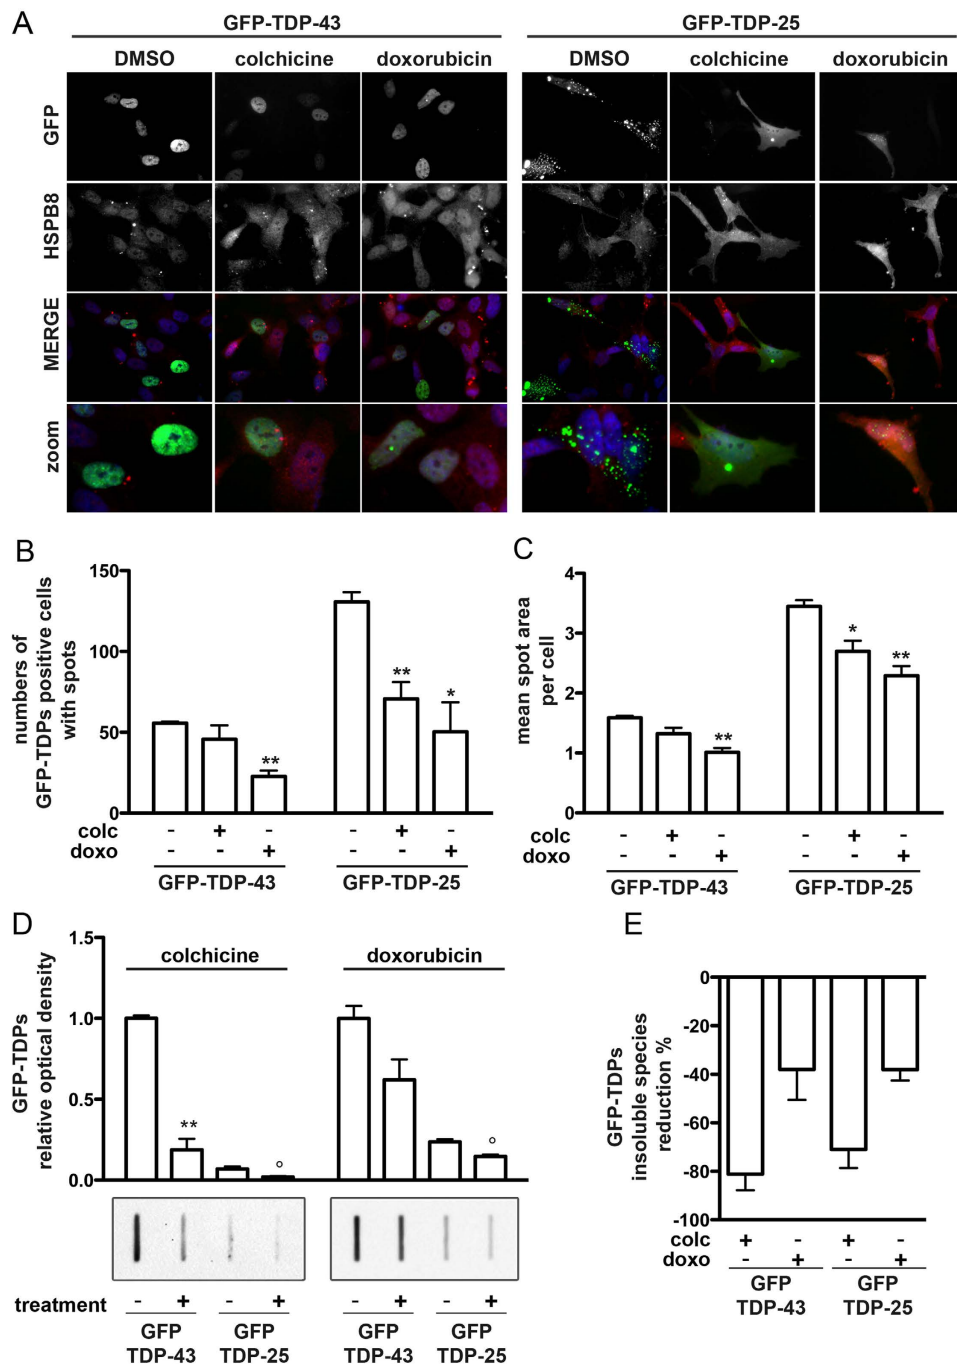 A
GFP-TDP-43 GFP-TDP-25
DMSO colchicine doxorubicin DMSO colchicine doxorubicin
GFP
HSPB8
MERGE
zoom
B
numbers of
GFP-TDPs positive cells
with spots
150
100
50
0
** ** *
colc - + - - + -
doxo - - + - - +
GFP-TDP-43 GFP-TDP-25
C
mean spot area
per cell
4
3
2
1
0
** * **
colc - + - - + -
doxo - - + - - +
GFP-TDP-43 GFP-TDP-25
D
GFP-TDPs
relative optical density
1.5
1.0
0.5
0.0
colchicine doxorubicin
** ° °
treatment - + - + - + - +
GFP GFP GFP GFP
TDP-43 TDP-25 TDP-43 TDP-25
E
GFP-TDPs
insoluble species
reduction %
0
-20
-40
-60
-80
-100
colc + - + -
doxo - + - +
GFP GFP
TDP-43 TDP-25